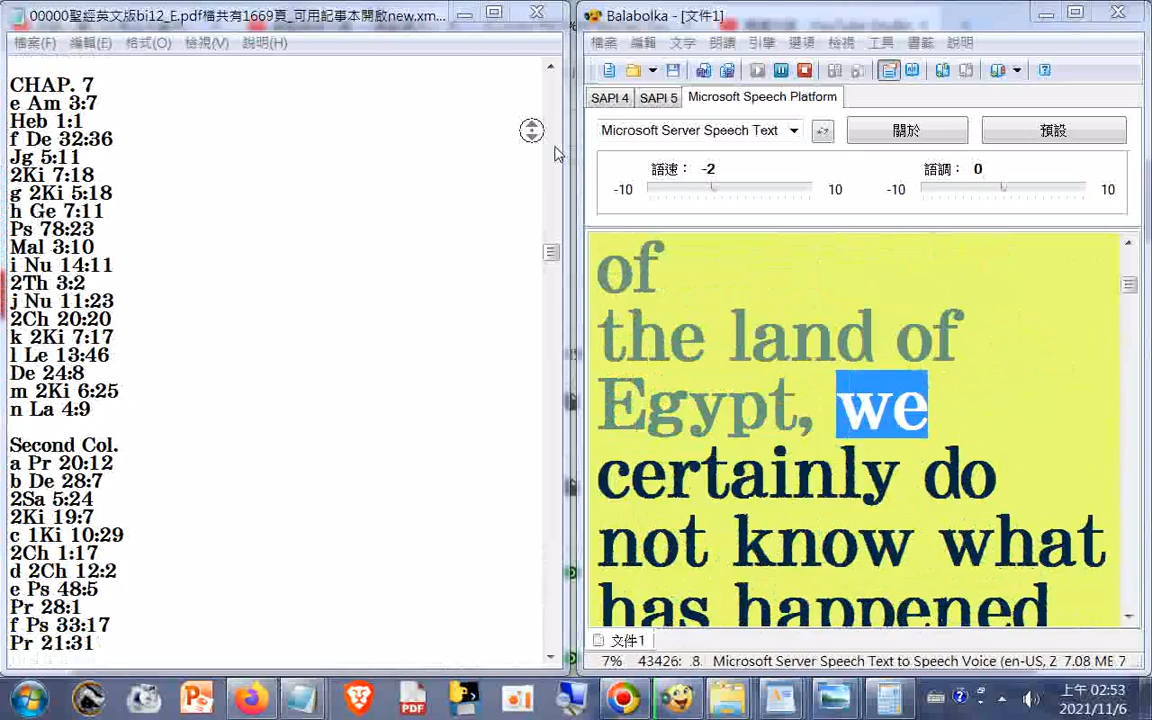 00000聖經英文版bi12_E.pdf檔共有1669頁_可用記事本開啟new.xm...
檔案(F) 編輯(E) 格式(O) 檢視(V) 說明(H)
CHAP. 7
e Am 3:7
Heb 1:1
f De 32:36
Jg 5:11
2Ki 7:18
g 2Ki 5:18
h Ge 7:11
Ps 78:23
Mal 3:10
i Nu 14:11
2Th 3:2
j Nu 11:23
2Ch 20:20
k 2Ki 7:17
l Le 13:46
De 24:8
m 2Ki 6:25
n La 4:9
Second Col.
a Pr 20:12
b De 28:7
2Sa 5:24
2Ki 19:7
c 1Ki 10:29
2Ch 1:17
d 2Ch 12:2
e Ps 48:5
Pr 28:1
f Ps 33:17
Pr 21:31
Balabolka - [文件1]
檔案 編輯 文字 朗讀 引擎 選項 檢視 工具 書籤 說明
SAPI 4 SAPI 5 Microsoft Speech Platform
Microsoft Server Speech Text 關於 預設
語速： -2 語調： 0
-10 10 -10 10
of
the land of
Egypt, we
certainly do
not know what
has happened
文件1
7% 43426: .8. Microsoft Server Speech Text to Speech Voice (en-US, Z 7.08 ME 7
上午 02:53
2021/11/6